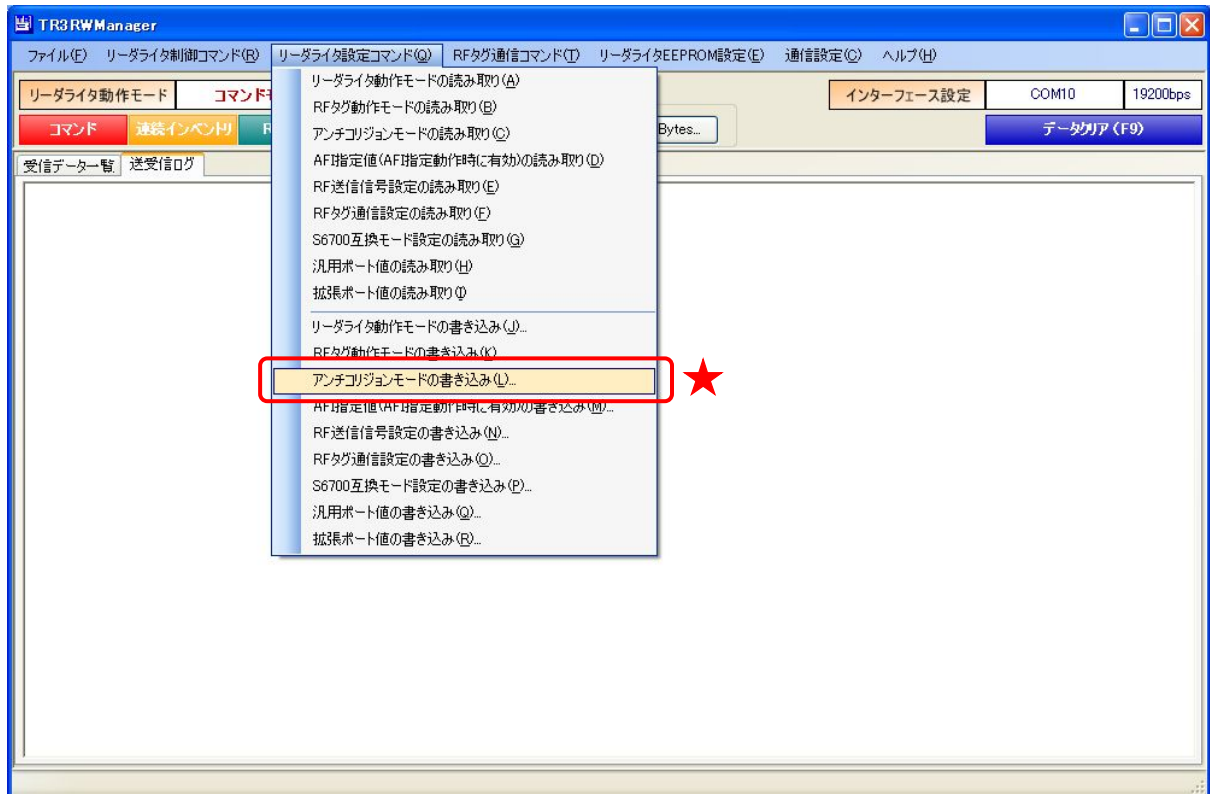 TR3RWManager
ファイル(F) リーダライタ制御コマンド(R) リーダライタ設定コマンド(Q) RFタグ通信コマンド(T) リーダライタEEPROM設定(E) 通信設定(C) ヘルプ(H)
リーダライタ動作モード コマンド インターフェース設定 COM10 19200bps
コマンド 連続インベントリ R Bytes... データクリア(F9)
受信データ一覧 送受信ログ
リーダライタ動作モードの読み取り(A)
RFタグ動作モードの読み取り(B)
アンチコリジョンモードの読み取り(C)
AFI指定値(AFI指定動作時に有効)の読み取り(D)
RF送信信号設定の読み取り(E)
RFタグ通信設定の読み取り(F)
S6700互換モード設定の読み取り(G)
汎用ポート値の読み取り(H)
拡張ポート値の読み取り(I)
リーダライタ動作モードの書き込み(J)...
RFタグ動作モードの書き込み(K)...
アンチコリジョンモードの書き込み(L)...
AFI指定値(AFI指定動作時に有効)の書き込み(M)...
RF送信信号設定の書き込み(N)...
RFタグ通信設定の書き込み(O)...
S6700互換モード設定の書き込み(P)...
汎用ポート値の書き込み(Q)...
拡張ポート値の書き込み(R)...